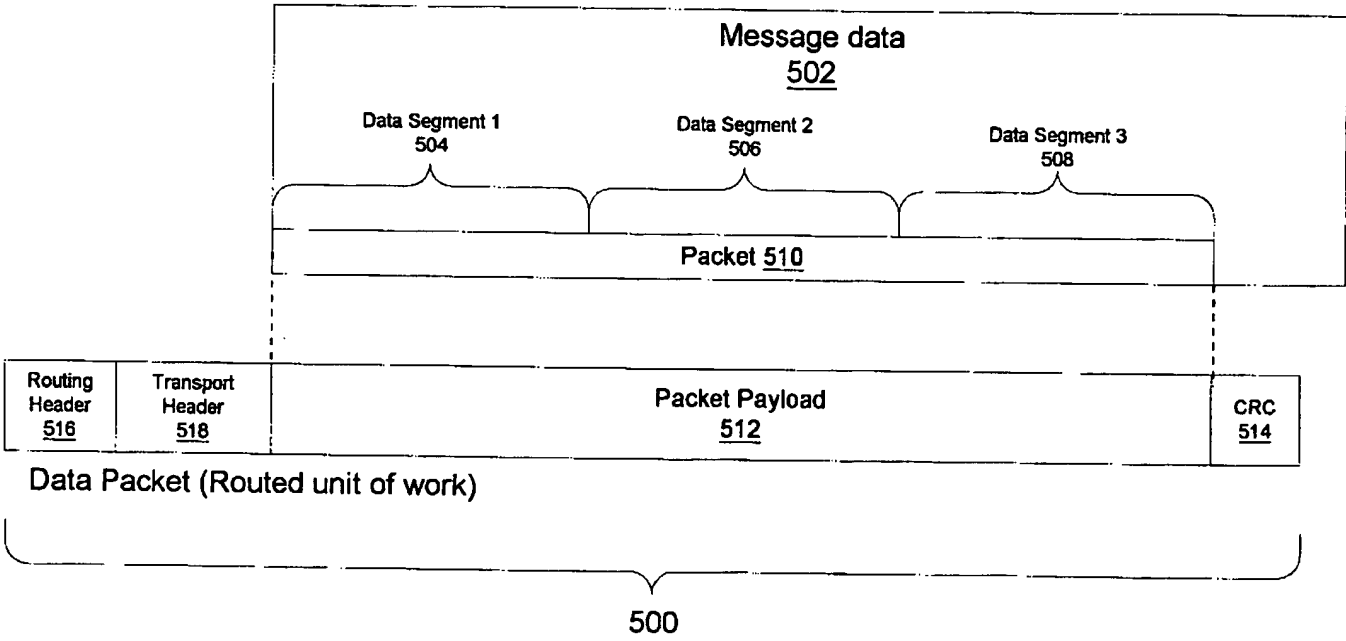 Message data
502
Data Segment 1
504
Data Segment 2
506
Data Segment 3
508
Packet 510
Routing
Header
516
Transport
Header
518
Packet Payload
512
CRC
514
Data Packet (Routed unit of work)
500